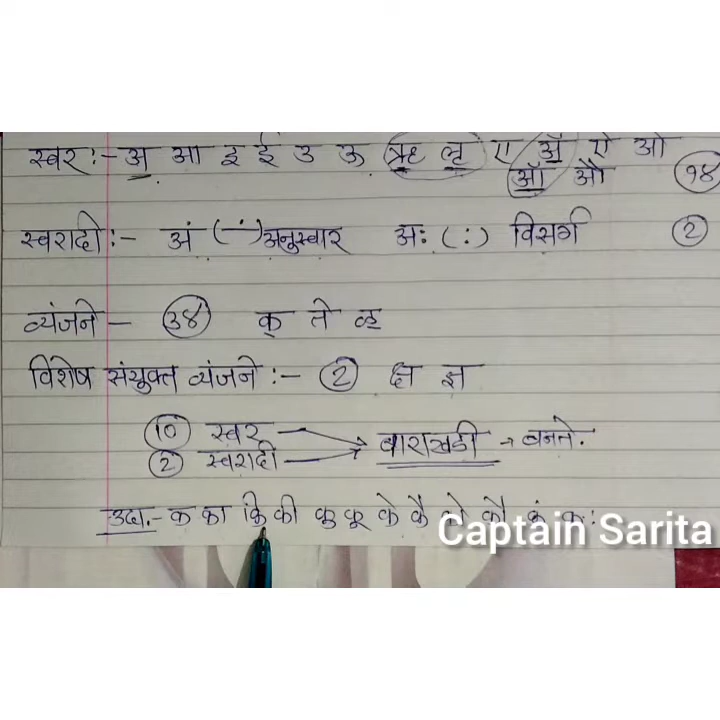 स्वर :- अ आ इ ई उ ऊ ऋ लृ ए ॲ ऐ ओ
ऑ औ १४
स्वरादी :- अं (ं) अनुस्वार अः (:) विसर्ग २
व्यंजने - ३४ क् ते ळ्
विशेष संयुक्त व्यंजने :- २ क्ष ज्ञ
१० स्वर
२ स्वरादी → बाराखडी → बनते.
उदा. - क का कि की कु कू के कै को कौ कं कः
Captain Sarita